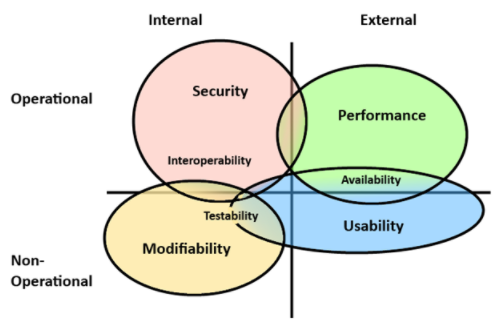 Internal
External
Operational
Security
Performance
Interoperability
Availability
Testability
Usability
Modifiability
Non-
Operational